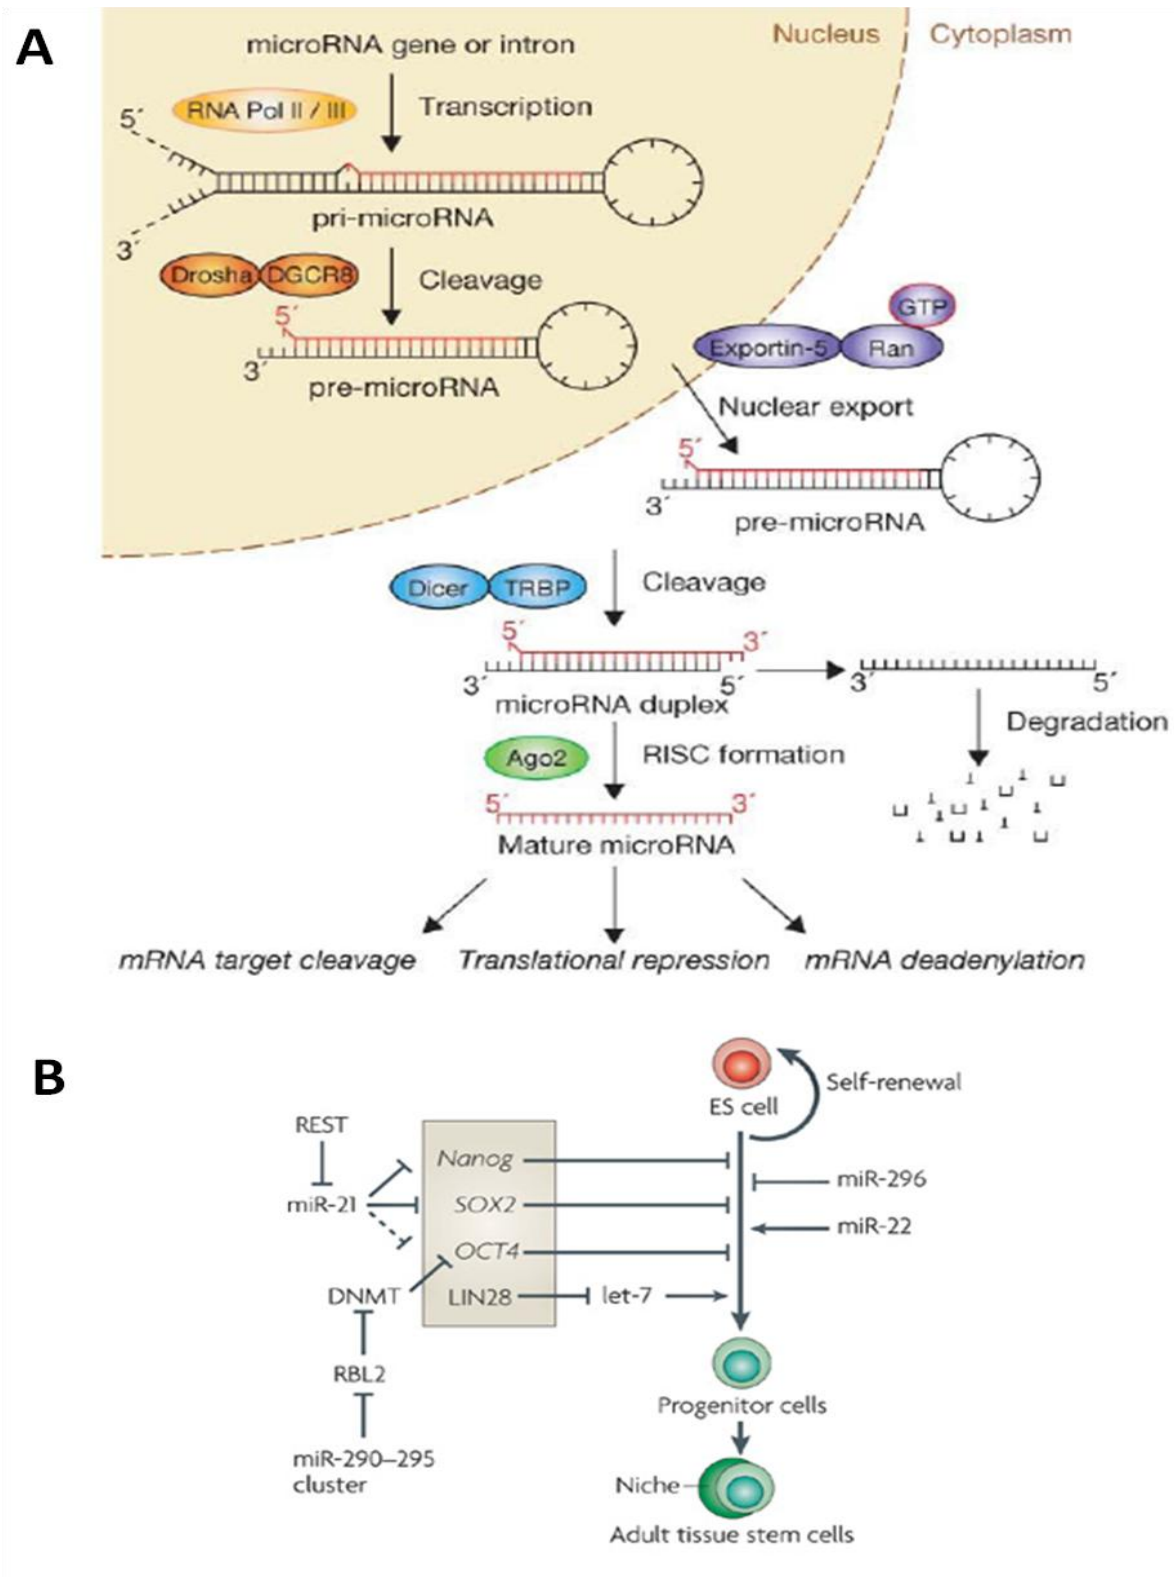 A
microRNA gene or intron
Nucleus
Cytoplasm
RNA Pol II / III
Transcription
5´
pri-microRNA
3´
Drosha
DGCR8
Cleavage
5´
3´
pre-microRNA
GTP
Exportin-5
Ran
Nuclear export
5´
3´
pre-microRNA
Dicer
TRBP
Cleavage
5´
3´
3´
5´
microRNA duplex
3´
5´
Degradation
Ago2
RISC formation
5´
3´
Mature microRNA
mRNA target cleavage
Translational repression
mRNA deadenylation
B
Self-renewal
ES cell
REST
Nanog
miR-296
miR-21
SOX2
miR-22
OCT4
DNMT
LIN28
let-7
RBL2
Progenitor cells
miR-290–295
cluster
Niche
Adult tissue stem cells